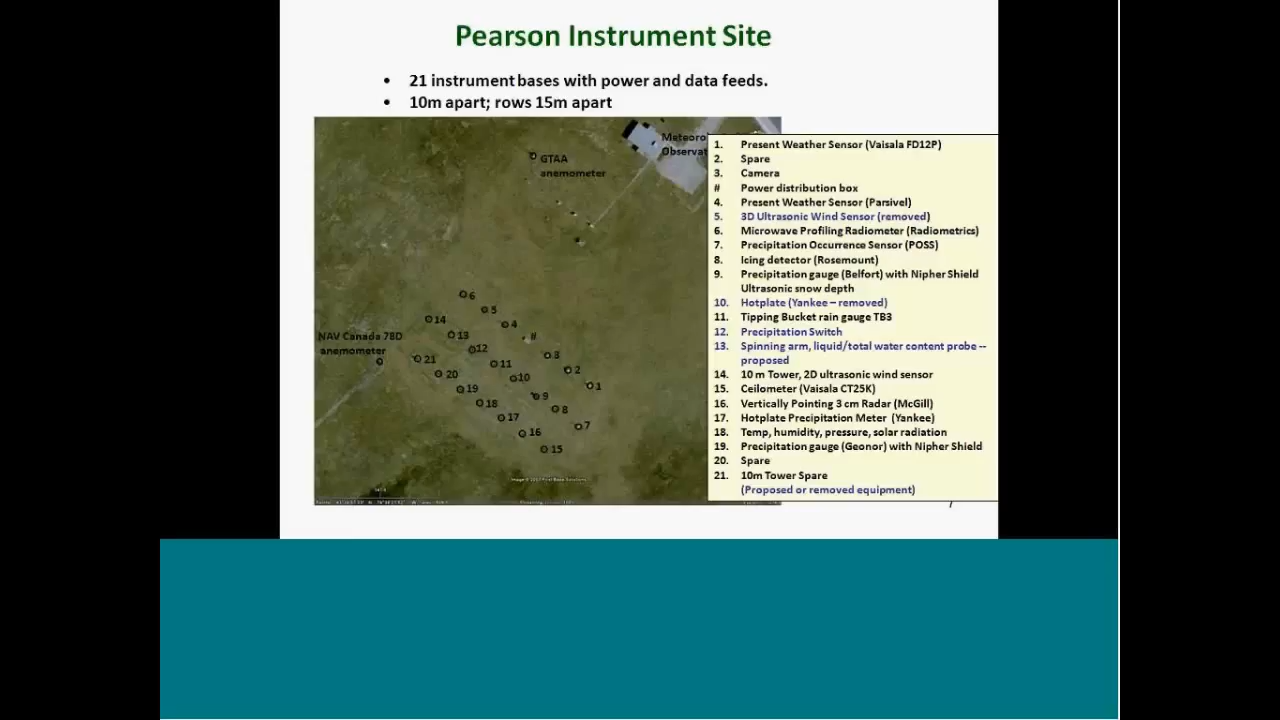 Pearson Instrument Site
• 21 instrument bases with power and data feeds.
• 10m apart; rows 15m apart
GTAA
anemometer
Meteorol
Observat
NAV Canada 78D
anemometer
6
5
14
4
13
#
12
3
21
11
2
20
10
1
19
9
18
8
17
7
16
15
1. Present Weather Sensor (Vaisala FD12P)
2. Spare
3. Camera
# Power distribution box
4. Present Weather Sensor (Parsivel)
5. 3D Ultrasonic Wind Sensor (removed)
6. Microwave Profiling Radiometer (Radiometrics)
7. Precipitation Occurrence Sensor (POSS)
8. Icing detector (Rosemount)
9. Precipitation gauge (Belfort) with Nipher Shield
Ultrasonic snow depth
10. Hotplate (Yankee – removed)
11. Tipping Bucket rain gauge TB3
12. Precipitation Switch
13. Spinning arm, liquid/total water content probe --
proposed
14. 10 m Tower, 2D ultrasonic wind sensor
15. Ceilometer (Vaisala CT25K)
16. Vertically Pointing 3 cm Radar (McGill)
17. Hotplate Precipitation Meter (Yankee)
18. Temp, humidity, pressure, solar radiation
19. Precipitation gauge (Geonor) with Nipher Shield
20. Spare
21. 10m Tower Spare
(Proposed or removed equipment)